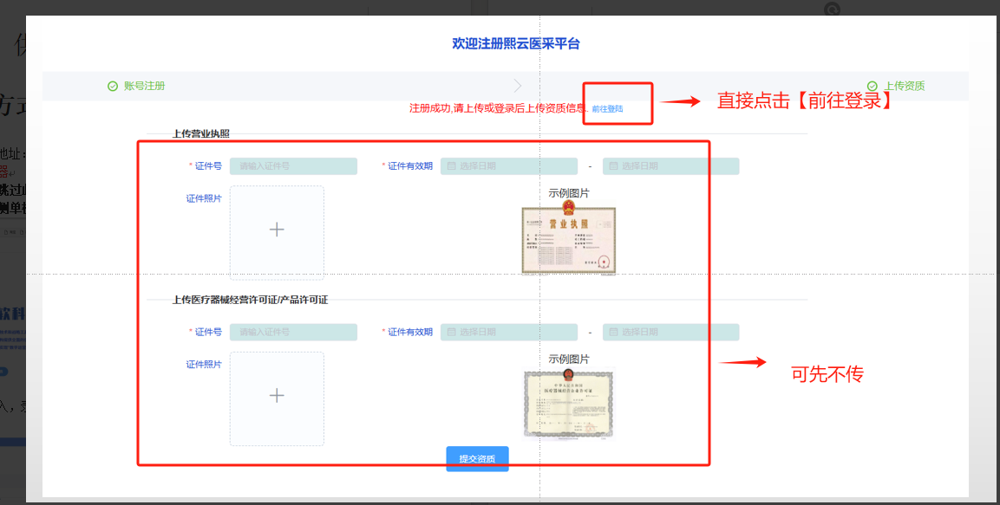 欢迎注册熙云医采平台
账号注册
上传资质
注册成功,请上传或登录后上传资质信息.
前往登陆
直接点击【前往登录】
上传营业执照
* 证件号 请输入证件号 * 证件有效期 选择日期 - 选择日期
证件照片
示例图片
营业执照
上传医疗器械经营许可证/产品许可证
* 证件号 请输入证件号 * 证件有效期 选择日期 - 选择日期
证件照片
示例图片
可先不传
提交资质